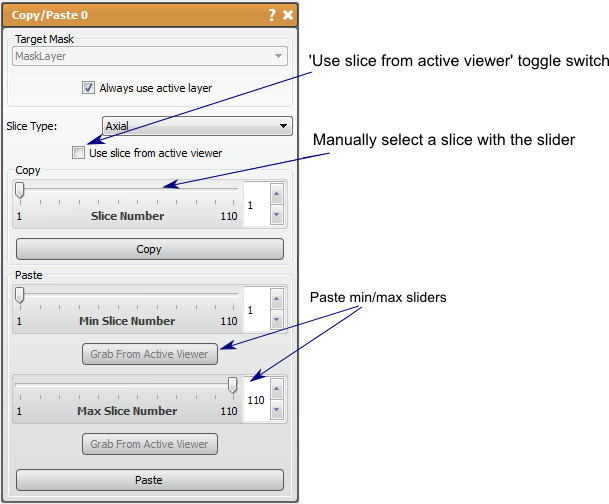 Copy/Paste 0 ?
Target Mask
MaskLayer
Always use active layer
'Use slice from active viewer' toggle switch
Slice Type: Axial
Use slice from active viewer
Manually select a slice with the slider
Copy
1
1 Slice Number 110
Copy
Paste
1
1 Min Slice Number 110
Paste min/max sliders
Grab From Active Viewer
110
1 Max Slice Number 110
Grab From Active Viewer
Paste